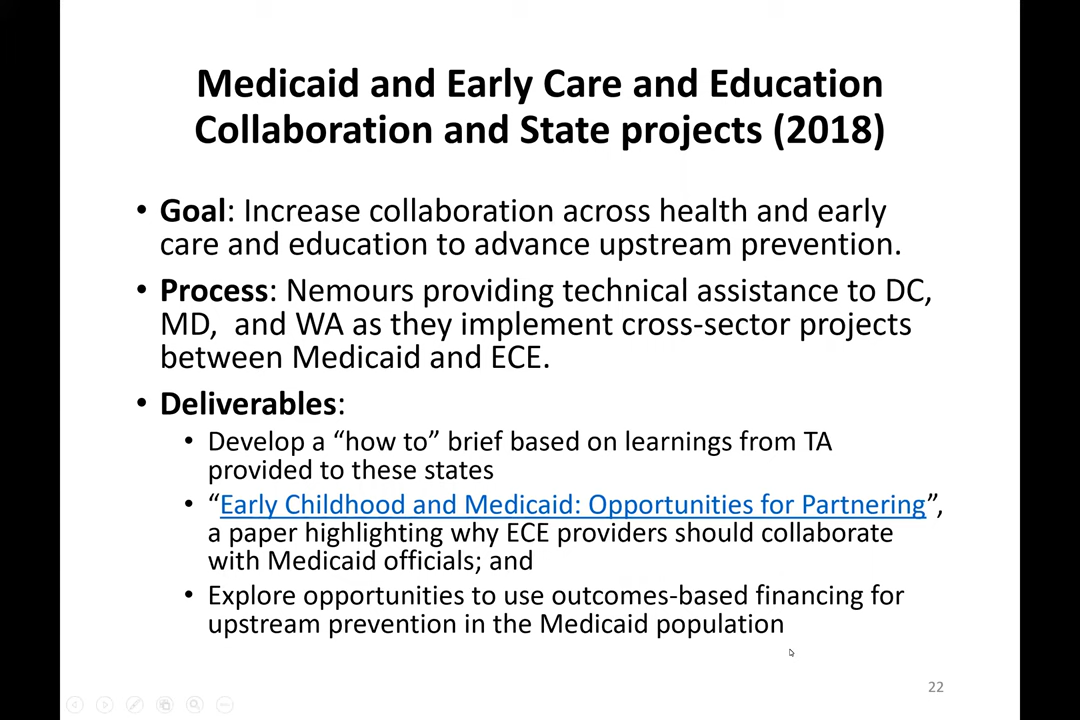 Medicaid and Early Care and Education
Collaboration and State projects (2018)
• Goal: Increase collaboration across health and early
care and education to advance upstream prevention.
• Process: Nemours providing technical assistance to DC,
MD,  and WA as they implement cross-sector projects
between Medicaid and ECE.
• Deliverables:
• Develop a “how to” brief based on learnings from TA
provided to these states
• “Early Childhood and Medicaid: Opportunities for Partnering”,
a paper highlighting why ECE providers should collaborate
with Medicaid officials; and
• Explore opportunities to use outcomes-based financing for
upstream prevention in the Medicaid population
22